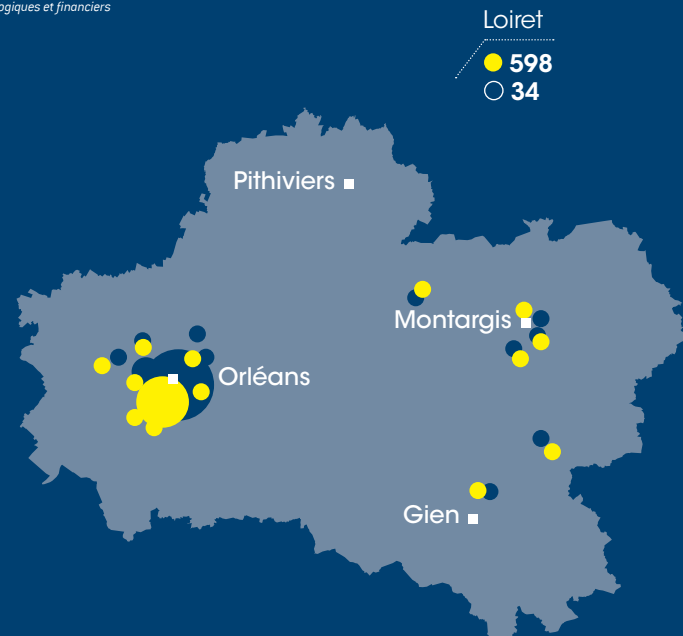 ogiques et financiers
Loiret
598
34
Pithiviers
Montargis
Orléans
Gien